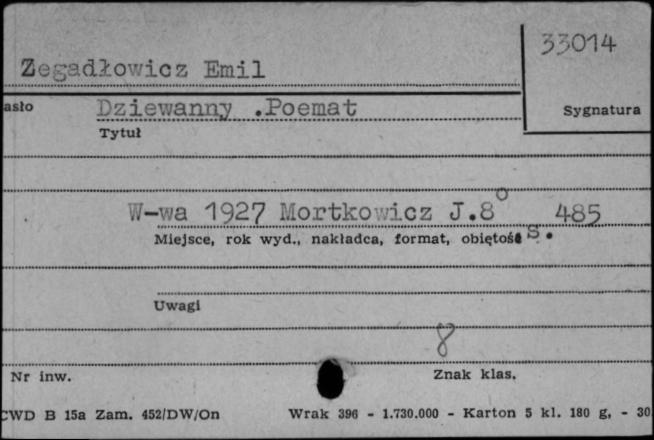 33014
Zegadłowicz Emil
asło Dziewanny .Poemat
Sygnatura
Tytuł
W-wa 1927 Mortkowicz J.8° 485
Miejsce, rok wyd., nakładca, format, objętość s.
Uwagi
8
Nr inw. Znak klas.
CWD B 15a Zam. 452/DW/On Wrak 396 - 1.730.000 - Karton 5 kl. 180 g, - 30